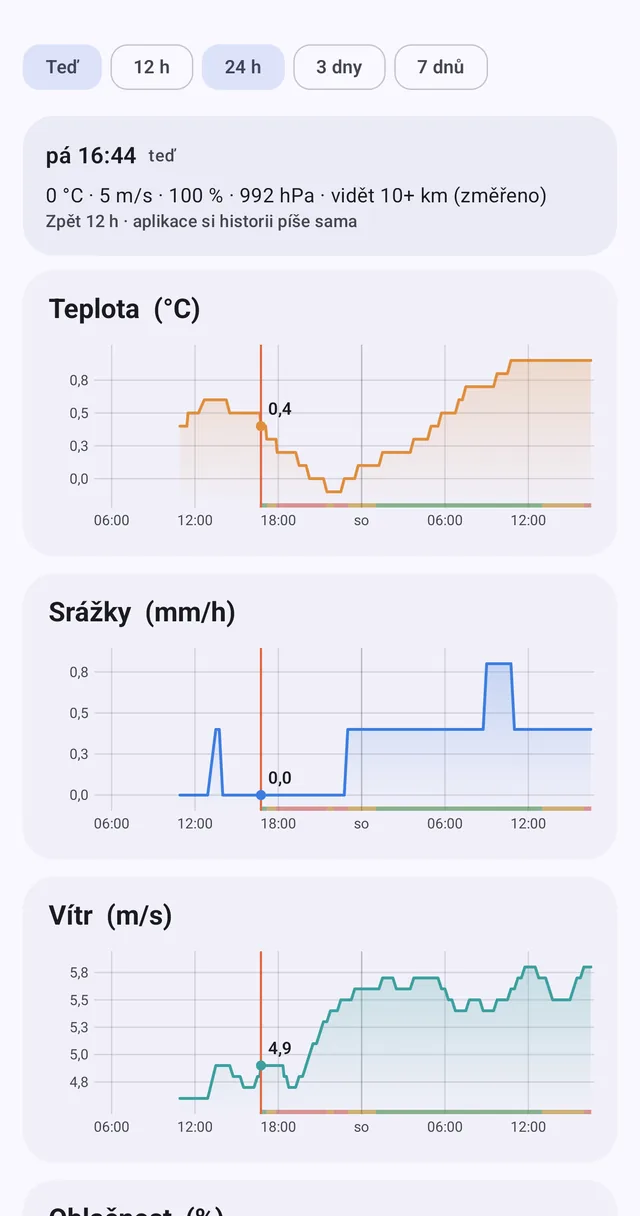 Teď 12 h 24 h 3 dny 7 dnů
pá 16:44 teď
0 °C · 5 m/s · 100 % · 992 hPa · vidět 10+ km (změřeno)
Zpět 12 h · aplikace si historii píše sama
Teplota (°C)
0,8
0,5
0,4
0,3
0,0
06:00 12:00 18:00 so 06:00 12:00
Srážky (mm/h)
0,8
0,5
0,3
0,0
0,0
06:00 12:00 18:00 so 06:00 12:00
Vítr (m/s)
5,8
5,5
5,3
5,0
4,9
4,8
06:00 12:00 18:00 so 06:00 12:00
Oblačnost (%)